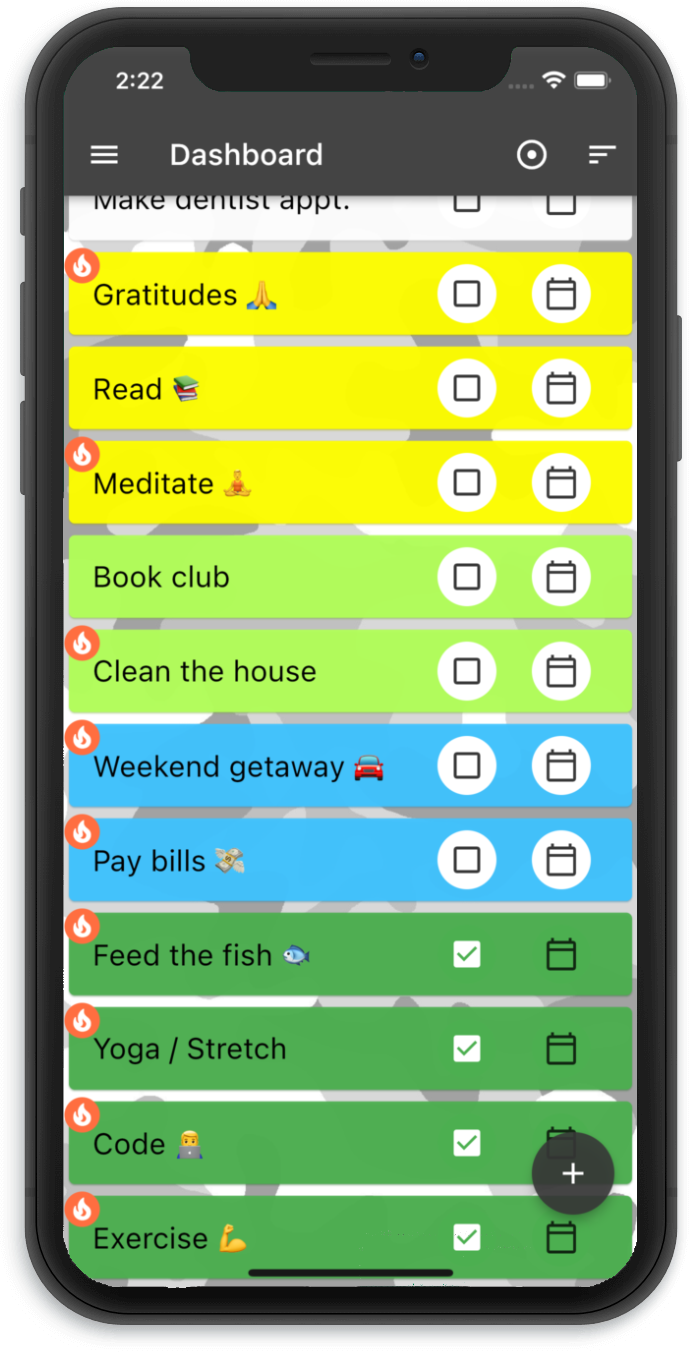 2:22
Dashboard
Make dentist appt.
Gratitudes 🙏
Read 📚
Meditate 🧘
Book club
Clean the house
Weekend getaway 🚘
Pay bills 💸
Feed the fish 🐟
Yoga / Stretch
Code 👨‍💻
Exercise 💪